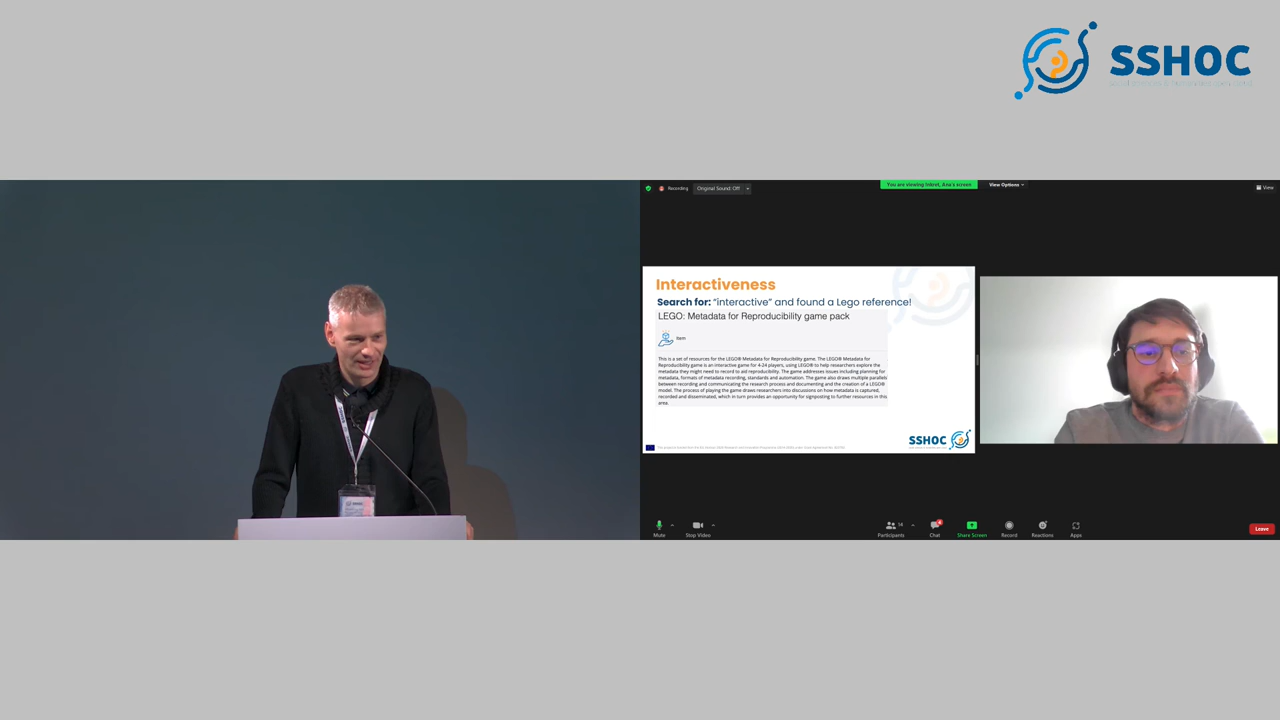 SSHOC
Recording
Original Sound: Off
You are viewing Inkret, Ana's screen
View Options
View
Interactiveness
Search for: "interactive" and found a Lego reference!
LEGO: Metadata for Reproducibility game pack
Item
This is a set of resources for the LEGO® Metadata for Reproducibility game. The LEGO® Metadata for
Reproducibility game is an interactive game for 4-24 players, using LEGO® to help researchers explore the
metadata they might need to record to aid reproducibility. The game addresses issues including planning for
metadata, formats of metadata recording, standards and automation. The game also draws multiple parallels
between recording and communicating the research process and documenting and the creation of a LEGO®
model. The process of playing the game draws researchers into discussions on how metadata is captured,
recorded and disseminated, which in turn provides an opportunity for signposting to further resources in this
area.
SSHOC
Mute
Stop Video
Participants
14
Chat
Share Screen
Record
Reactions
Apps
Leave